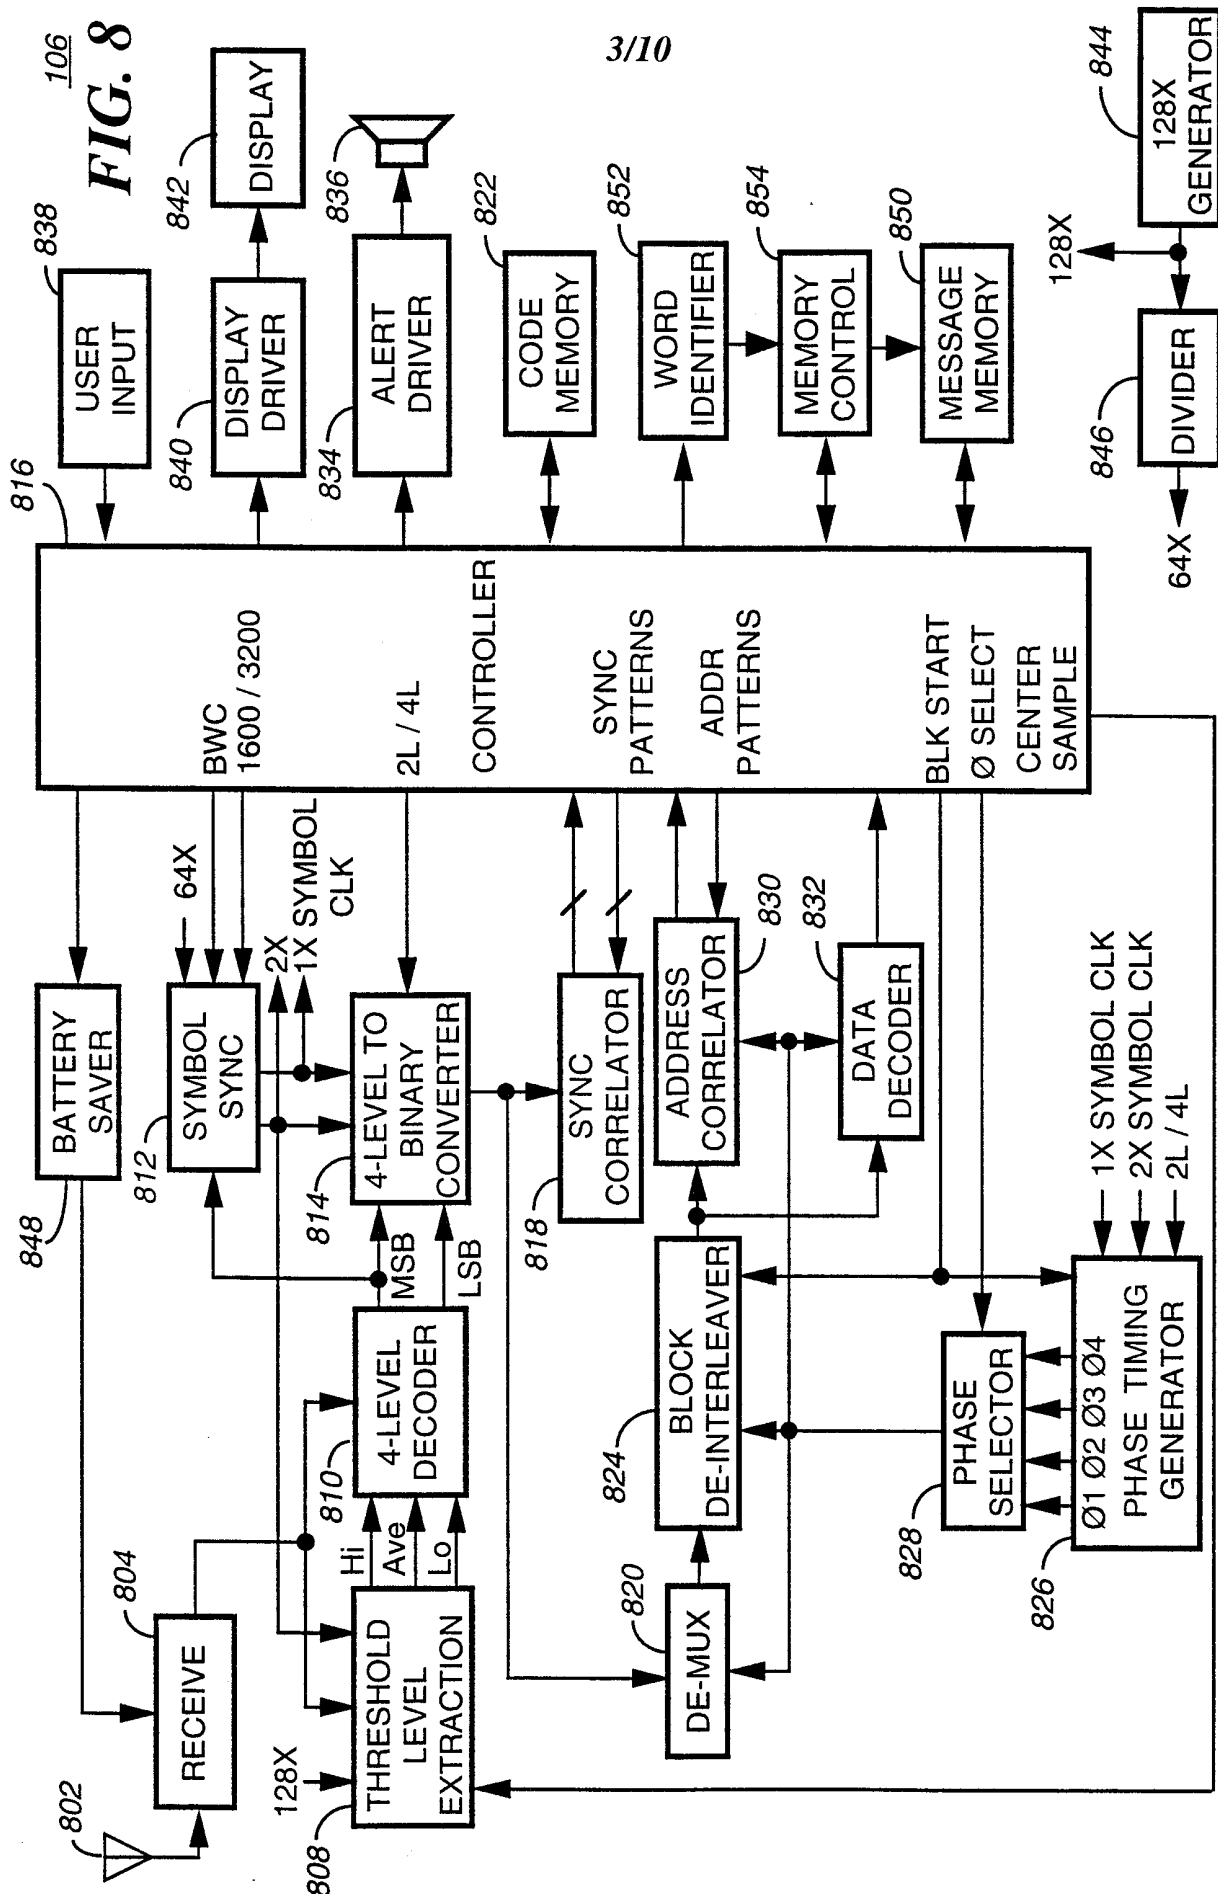 3/10
106
FIG. 8
802
804
RECEIVE
848
BATTERY
SAVER
812
SYMBOL
SYNC
64X
BWC
1600 / 3200
2X
1X SYMBOL
CLK
128X
808
THRESHOLD
LEVEL
EXTRACTION
Hi
Ave
Lo
810
4-LEVEL
DECODER
MSB
LSB
814
4-LEVEL TO
BINARY
CONVERTER
2L / 4L
816
CONTROLLER
818
SYNC
CORRELATOR
SYNC
PATTERNS
820
DE-MUX
824
BLOCK
DE-INTERLEAVER
ADDRESS
CORRELATOR
830
ADDR
PATTERNS
DATA
DECODER
832
BLK START
Ø SELECT
CENTER
SAMPLE
828
PHASE
SELECTOR
826
Ø1 Ø2 Ø3 Ø4
PHASE TIMING
GENERATOR
1X SYMBOL CLK
2X SYMBOL CLK
2L / 4L
838
USER
INPUT
840
DISPLAY
DRIVER
842
DISPLAY
834
ALERT
DRIVER
836
822
CODE
MEMORY
852
WORD
IDENTIFIER
854
MEMORY
CONTROL
850
MESSAGE
MEMORY
64X
846
DIVIDER
128X
844
128X
GENERATOR